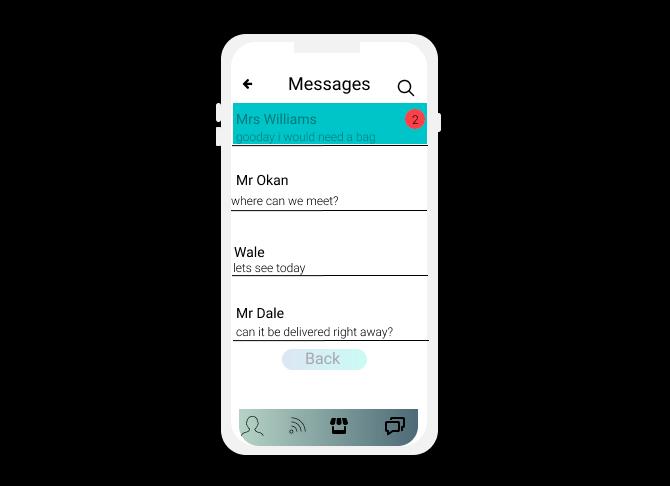 Messages
Mrs Williams
2
gooday.i would need a bag
Mr Okan
where can we meet?
Wale
lets see today
Mr Dale
can it be delivered right away?
Back